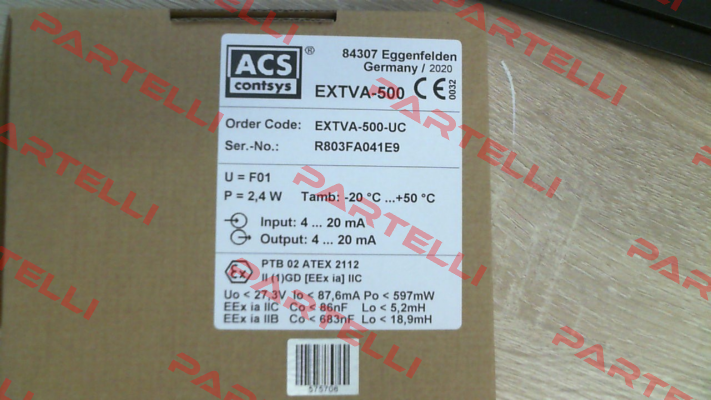 ACS®
contsys
84307 Eggenfelden
Germany / 2020
EXTVA-500 CE 0032
Order Code: EXTVA-500-UC
Ser.-No.: R803FA041E9
U = F01
P = 2,4 W Tamb: -20 °C ...+50 °C
Input: 4 ... 20 mA
Output: 4 ... 20 mA
Ex PTB 02 ATEX 2112
II (1)GD [EEx ia] IIC
Uo < 27,3V Io < 87,6mA Po < 597mW
EEx ia IIC Co < 86nF Lo < 5,2mH
EEx ia IIB Co < 683nF Lo < 18,9mH
575708
PARTELLI
PARTELLI
PARTELLI
PARTELLI
PARTELLI
PARTELLI